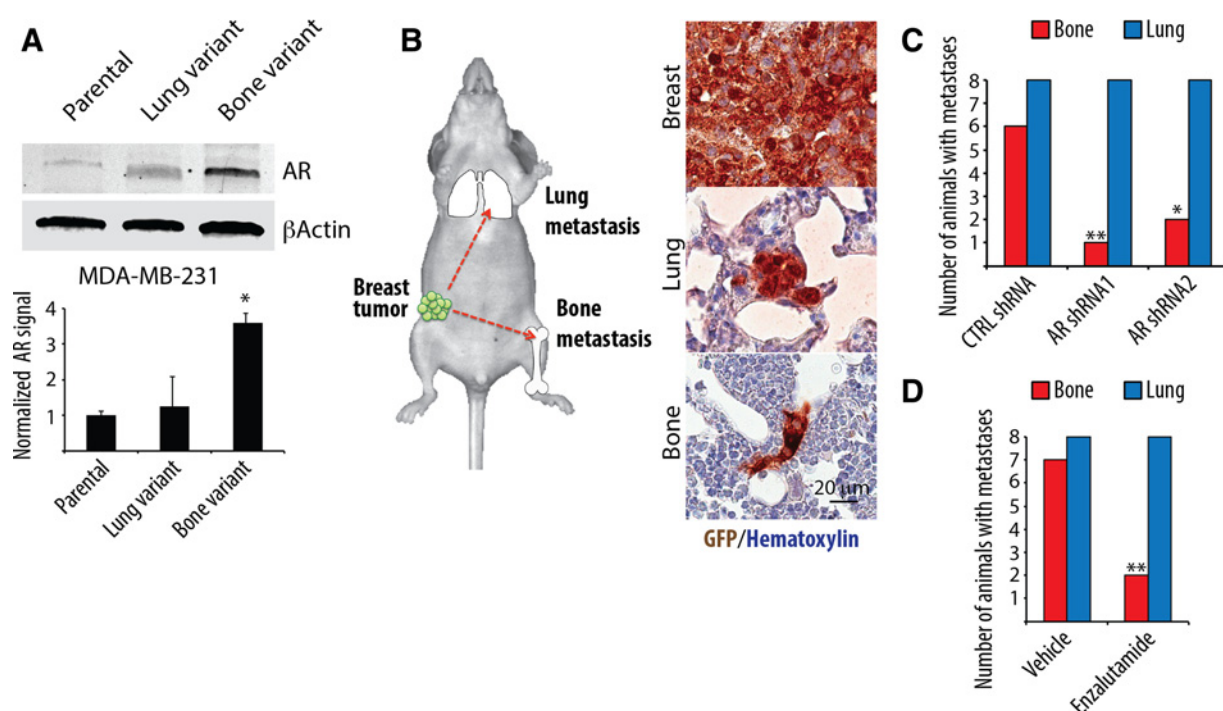 A
Parental
Lung variant
Bone variant
AR
βActin
MDA-MB-231
Normalized AR signal
4
3
2
1
*
Parental
Lung variant
Bone variant
B
Lung
metastasis
Breast
tumor
Bone
metastasis
Breast
Lung
Bone
20 μm
GFP/Hematoxylin
C
Bone Lung
Number of animals with metastases
8
7
6
5
4
3
2
1
**
*
CTRL shRNA
AR shRNA1
AR shRNA2
D
Bone Lung
Number of animals with metastases
8
7
6
5
4
3
2
1
**
Vehicle
Enzalutamide